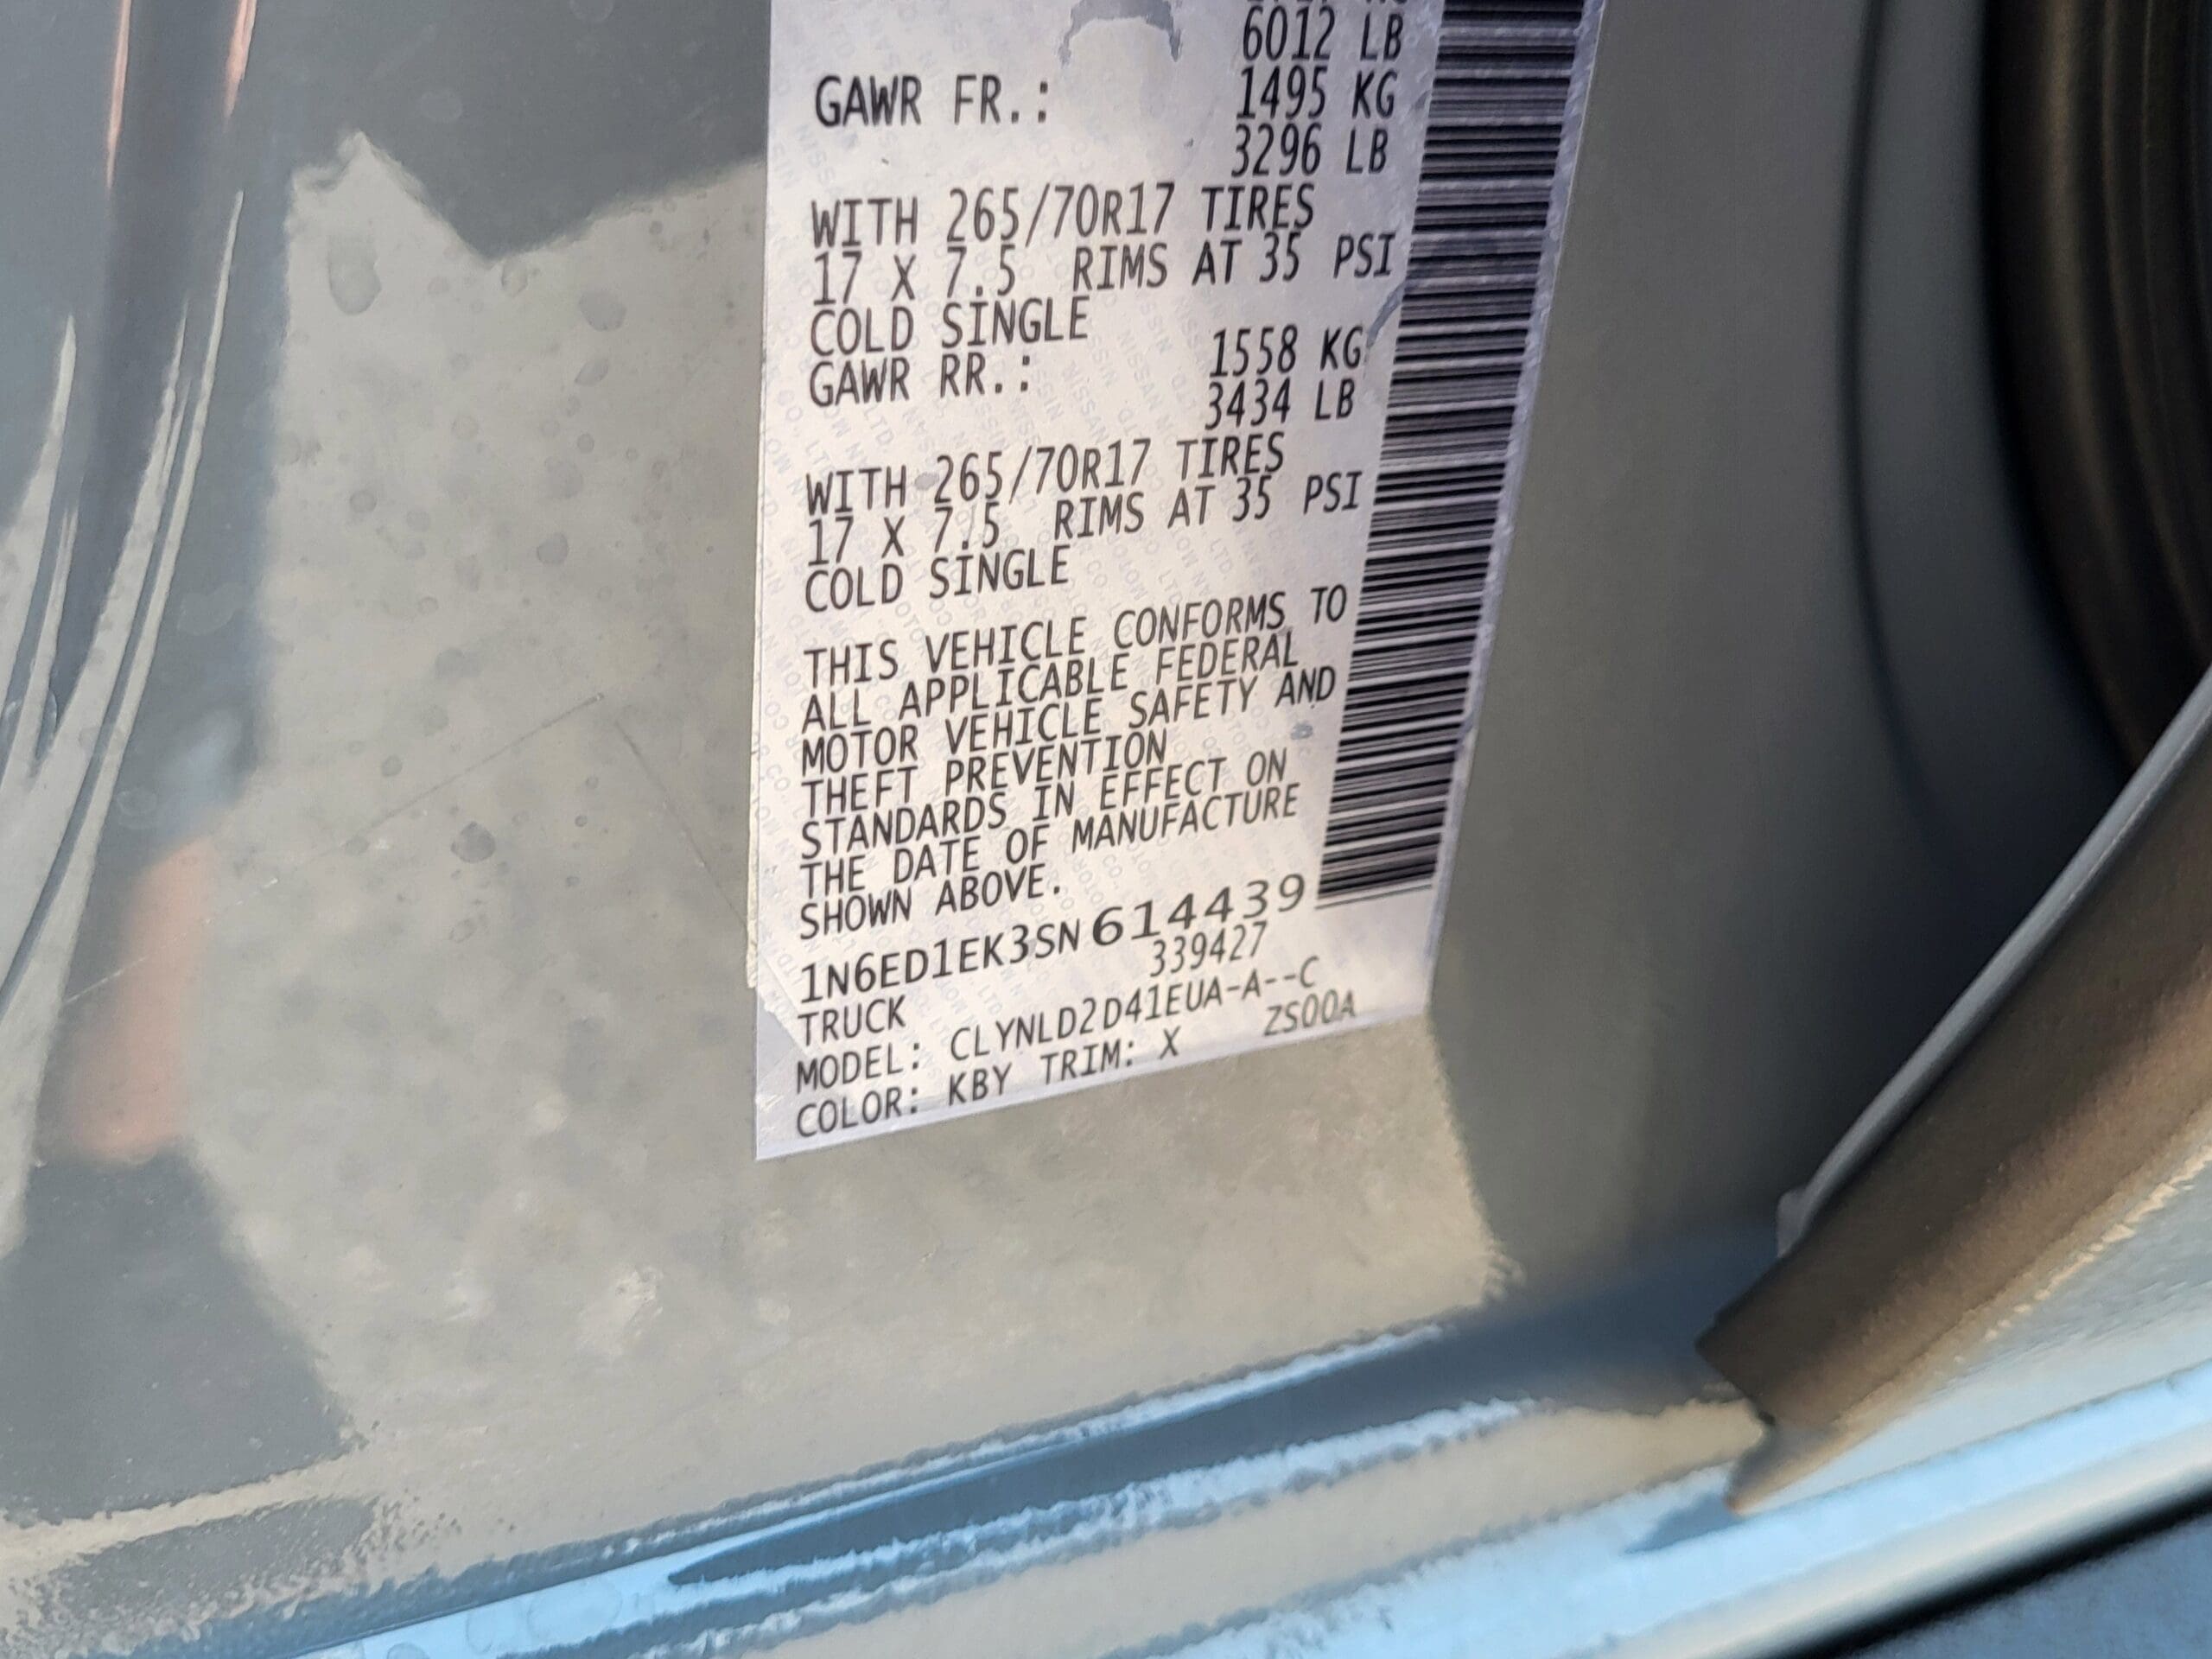 6012 LB
GAWR FR.: 1495 KG
3296 LB
WITH 265/70R17 TIRES
17 X 7.5 RIMS AT 35 PSI
COLD SINGLE
GAWR RR.: 1558 KG
3434 LB
WITH 265/70R17 TIRES
17 X 7.5 RIMS AT 35 PSI
COLD SINGLE
THIS VEHICLE CONFORMS TO
ALL APPLICABLE FEDERAL
MOTOR VEHICLE SAFETY AND
THEFT PREVENTION
STANDARDS IN EFFECT ON
THE DATE OF MANUFACTURE
SHOWN ABOVE.
1N6ED1EK3SN614439
TRUCK 339427
MODEL: CLYNLD2D41EUA-A--C
COLOR: KBY TRIM: X ZS00A